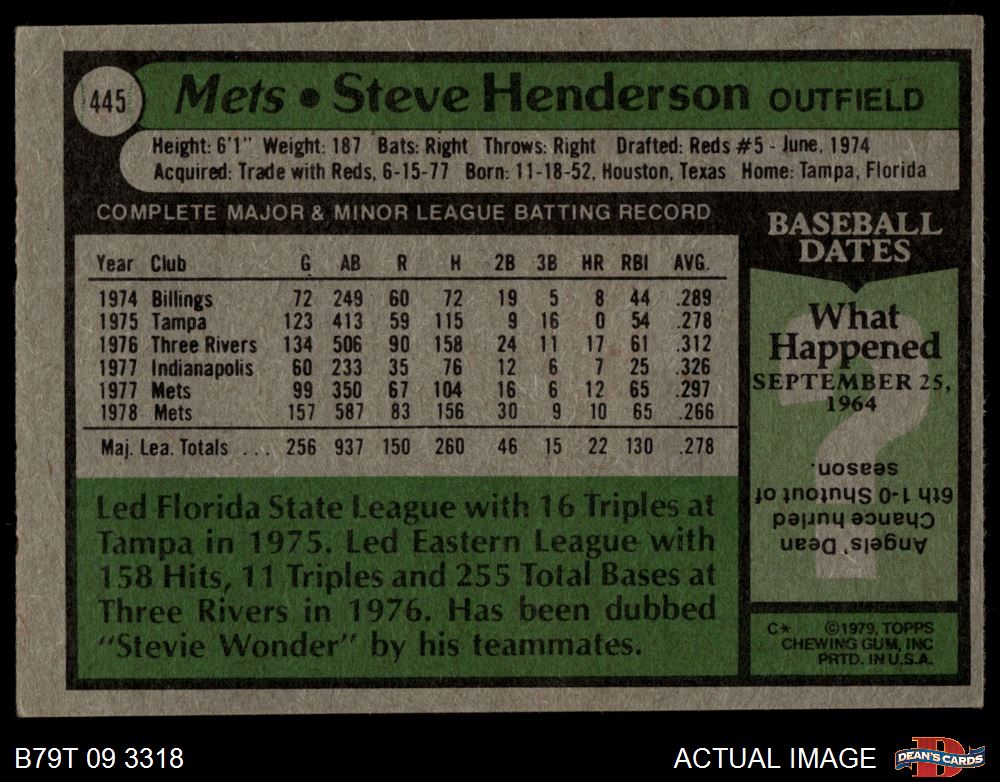 445
Mets • Steve Henderson OUTFIELD
Height: 6'1" Weight: 187 Bats: Right Throws: Right Drafted: Reds #5 - June, 1974
Acquired: Trade with Reds, 6-15-77 Born: 11-18-52, Houston, Texas Home: Tampa, Florida
COMPLETE MAJOR & MINOR LEAGUE BATTING RECORD
Year Club G AB R H 2B 3B HR RBI AVG.
1974 Billings 72 249 60 72 19 5 8 44 .289
1975 Tampa 123 413 59 115 9 16 0 54 .278
1976 Three Rivers 134 506 90 158 24 11 17 61 .312
1977 Indianapolis 60 233 35 76 12 6 7 25 .326
1977 Mets 99 350 67 104 16 6 12 65 .297
1978 Mets 157 587 83 156 30 9 10 65 .266
Maj. Lea. Totals ... 256 937 150 260 46 15 22 130 .278
Led Florida State League with 16 Triples at
Tampa in 1975. Led Eastern League with
158 Hits, 11 Triples and 255 Total Bases at
Three Rivers in 1976. Has been dubbed
"Stevie Wonder" by his teammates.
BASEBALL
DATES
What
Happened
SEPTEMBER 25,
1964
?
Angels' Dean
Chance hurled
6th 1-0 Shutout of
season.
C* ©1979, TOPPS
CHEWING GUM, INC
PRTD. IN U.S.A.
B79T 09 3318
ACTUAL IMAGE
D
DEAN'S CARDS